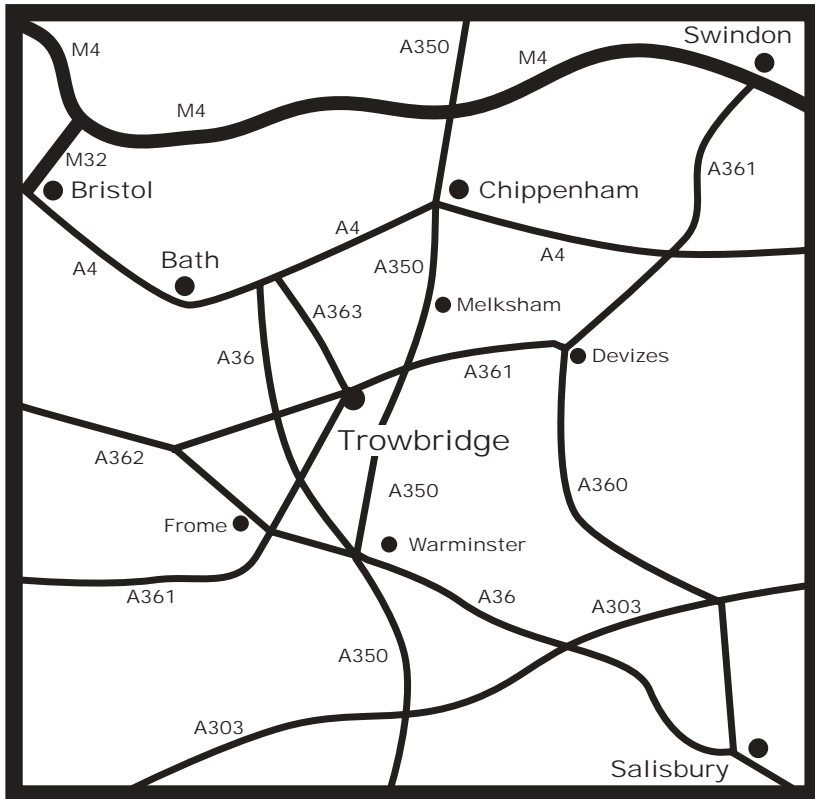 Swindon
M4
A350
M4
M4
M32
A361
Bristol
Chippenham
A4
A4
Bath
A4
A350
Melksham
A363
A36
Devizes
A361
Trowbridge
A362
A360
A350
Frome
Warminster
A361
A36
A303
A350
A303
Salisbury